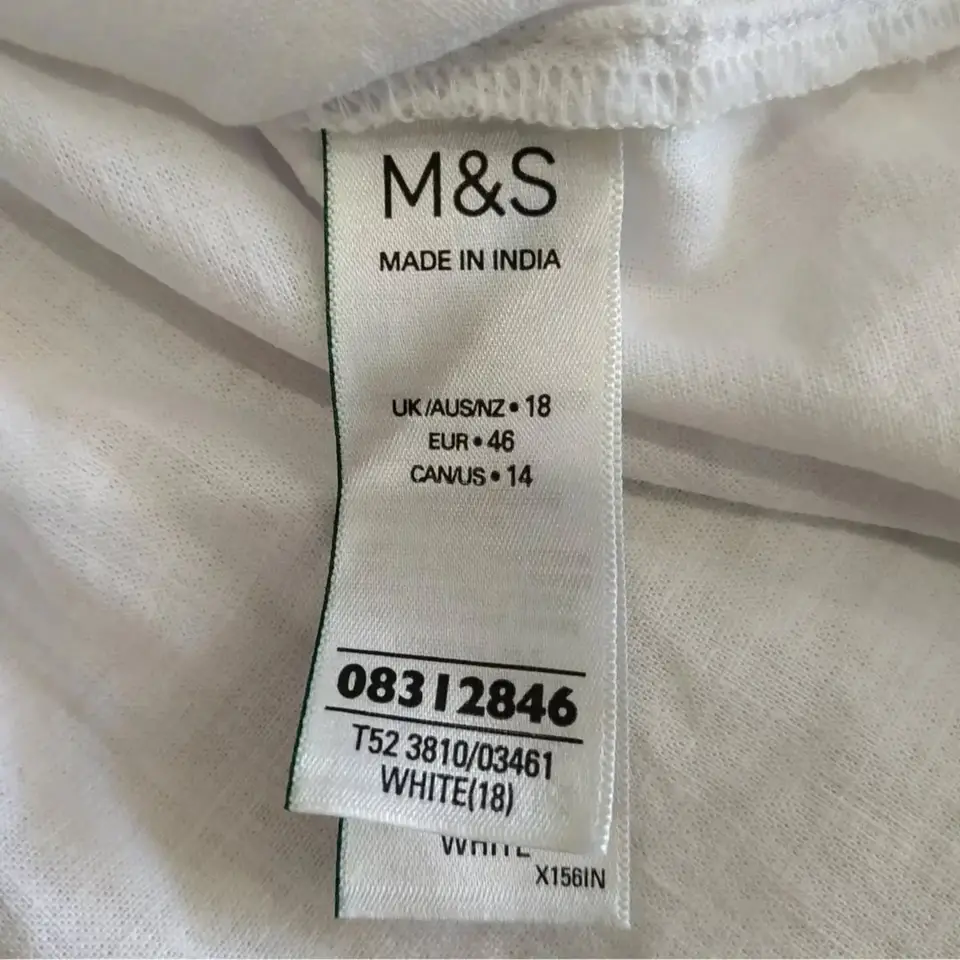 M&S
MADE IN INDIA
UK/AUS/NZ • 18
EUR • 46
CAN/US • 14
08312846
T52 3810/03461
WHITE(18)
WHITE
X156IN